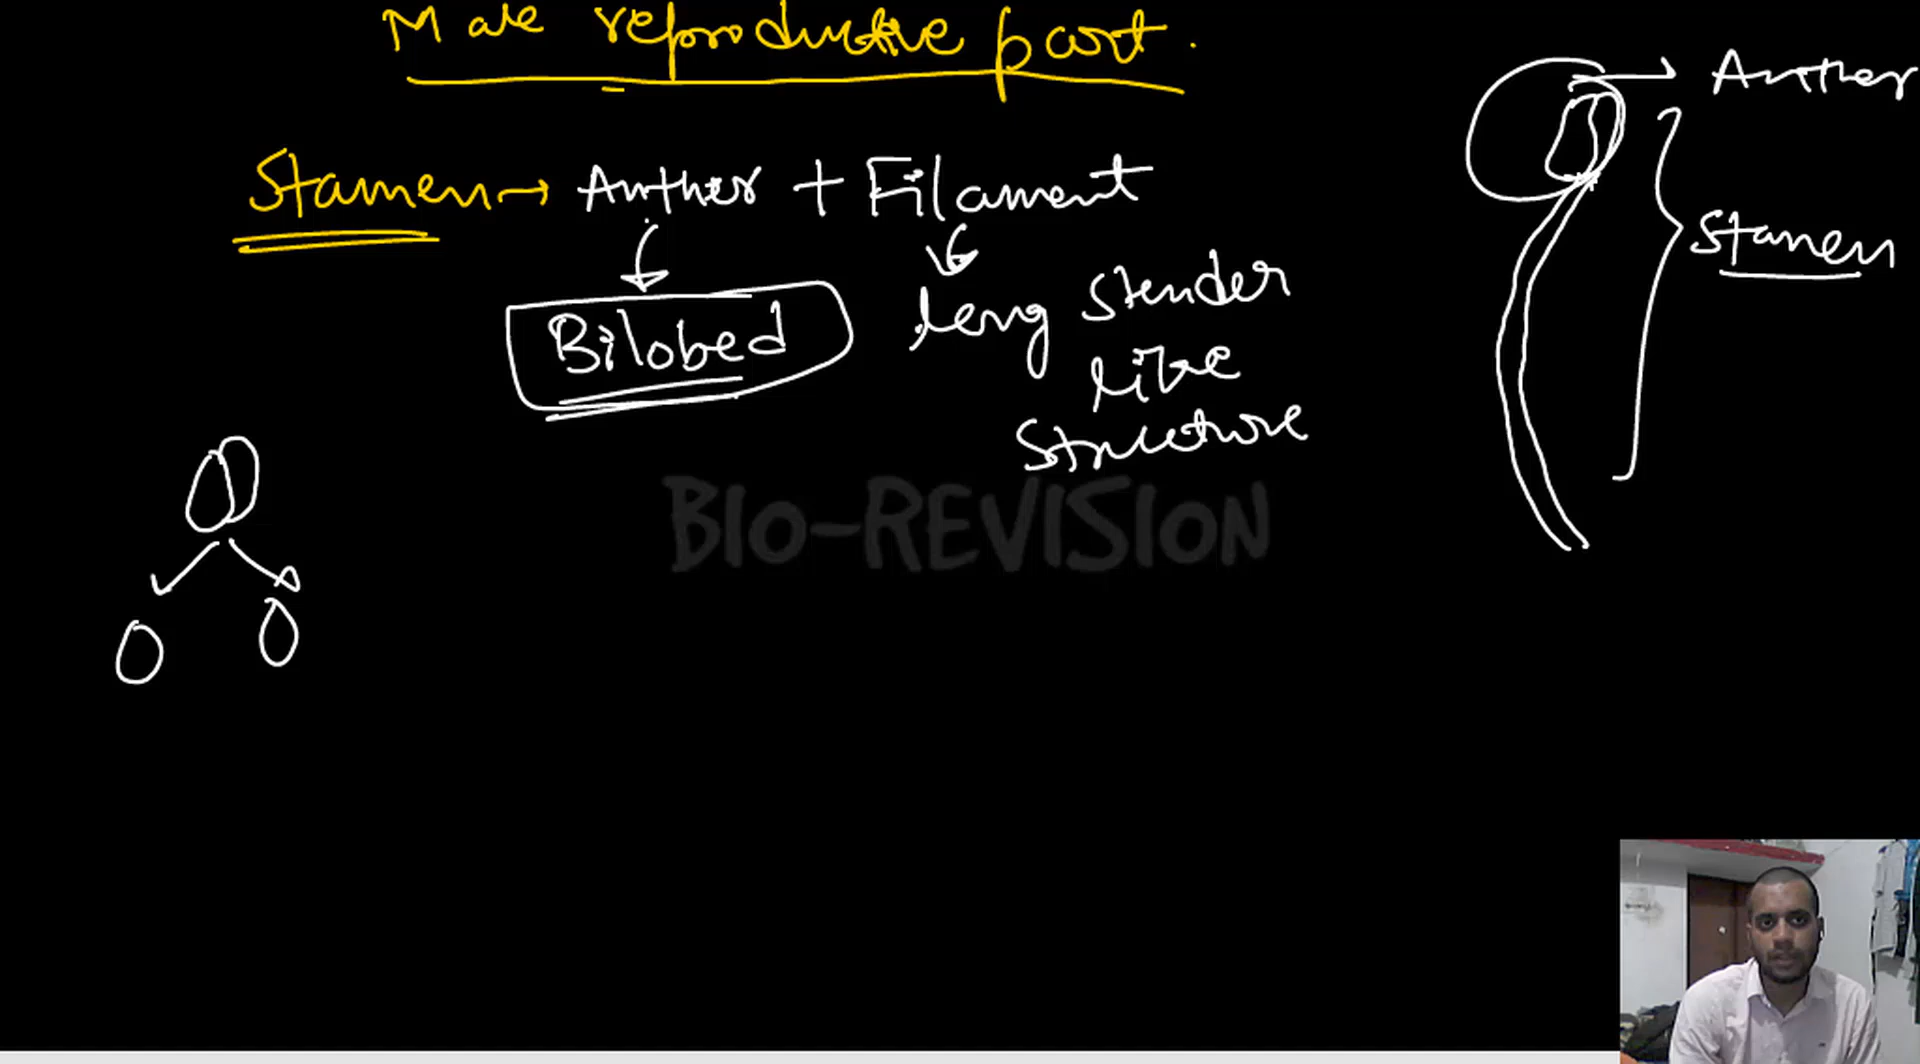 Male reproductive part.
Anther
Stamen → Anther + Filament
Stamen
Bilobed
long slender
like
structure
BIO-REVISION